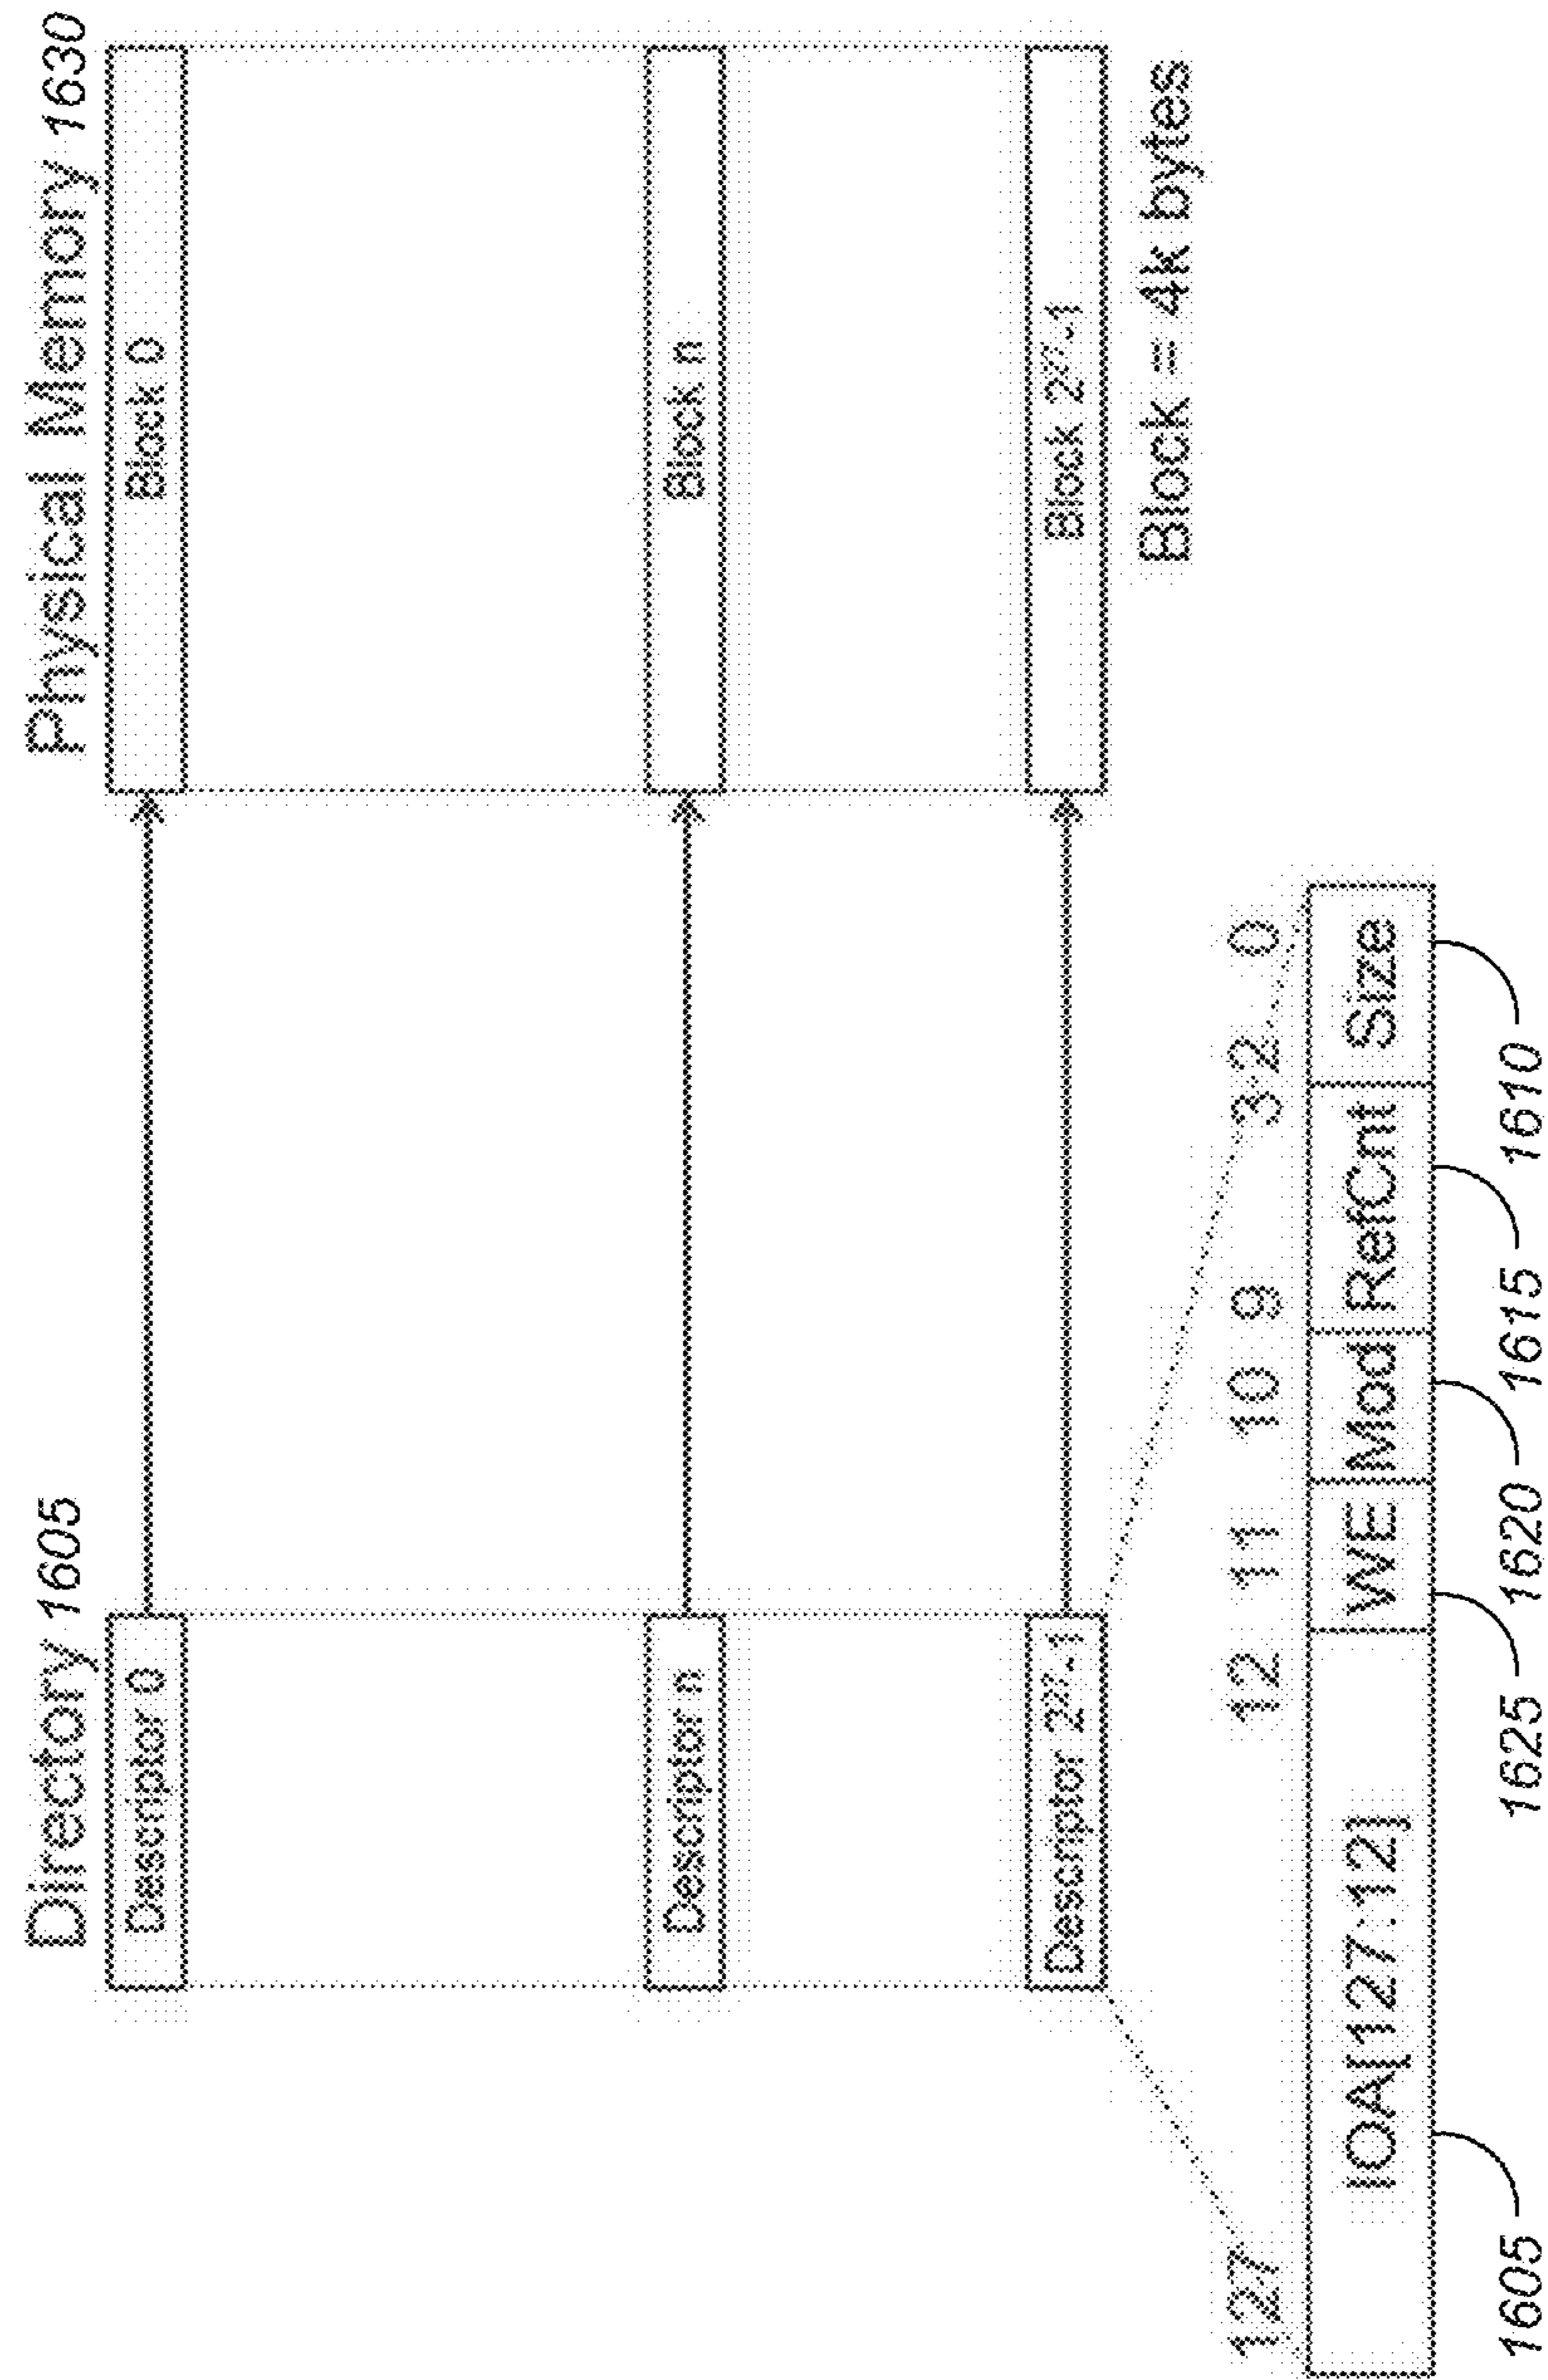 Directory 1605
Physical Memory 1630
Descriptor 0
Block 0
Descriptor n
Block n
Descriptor 2²⁷-1
Block 2²⁷-1
Block = 4k bytes
127 12 11 10 9 3 2 0
IOA[127:12] WE Mod RefCnt Size
1605 1625 1620 1615 1610